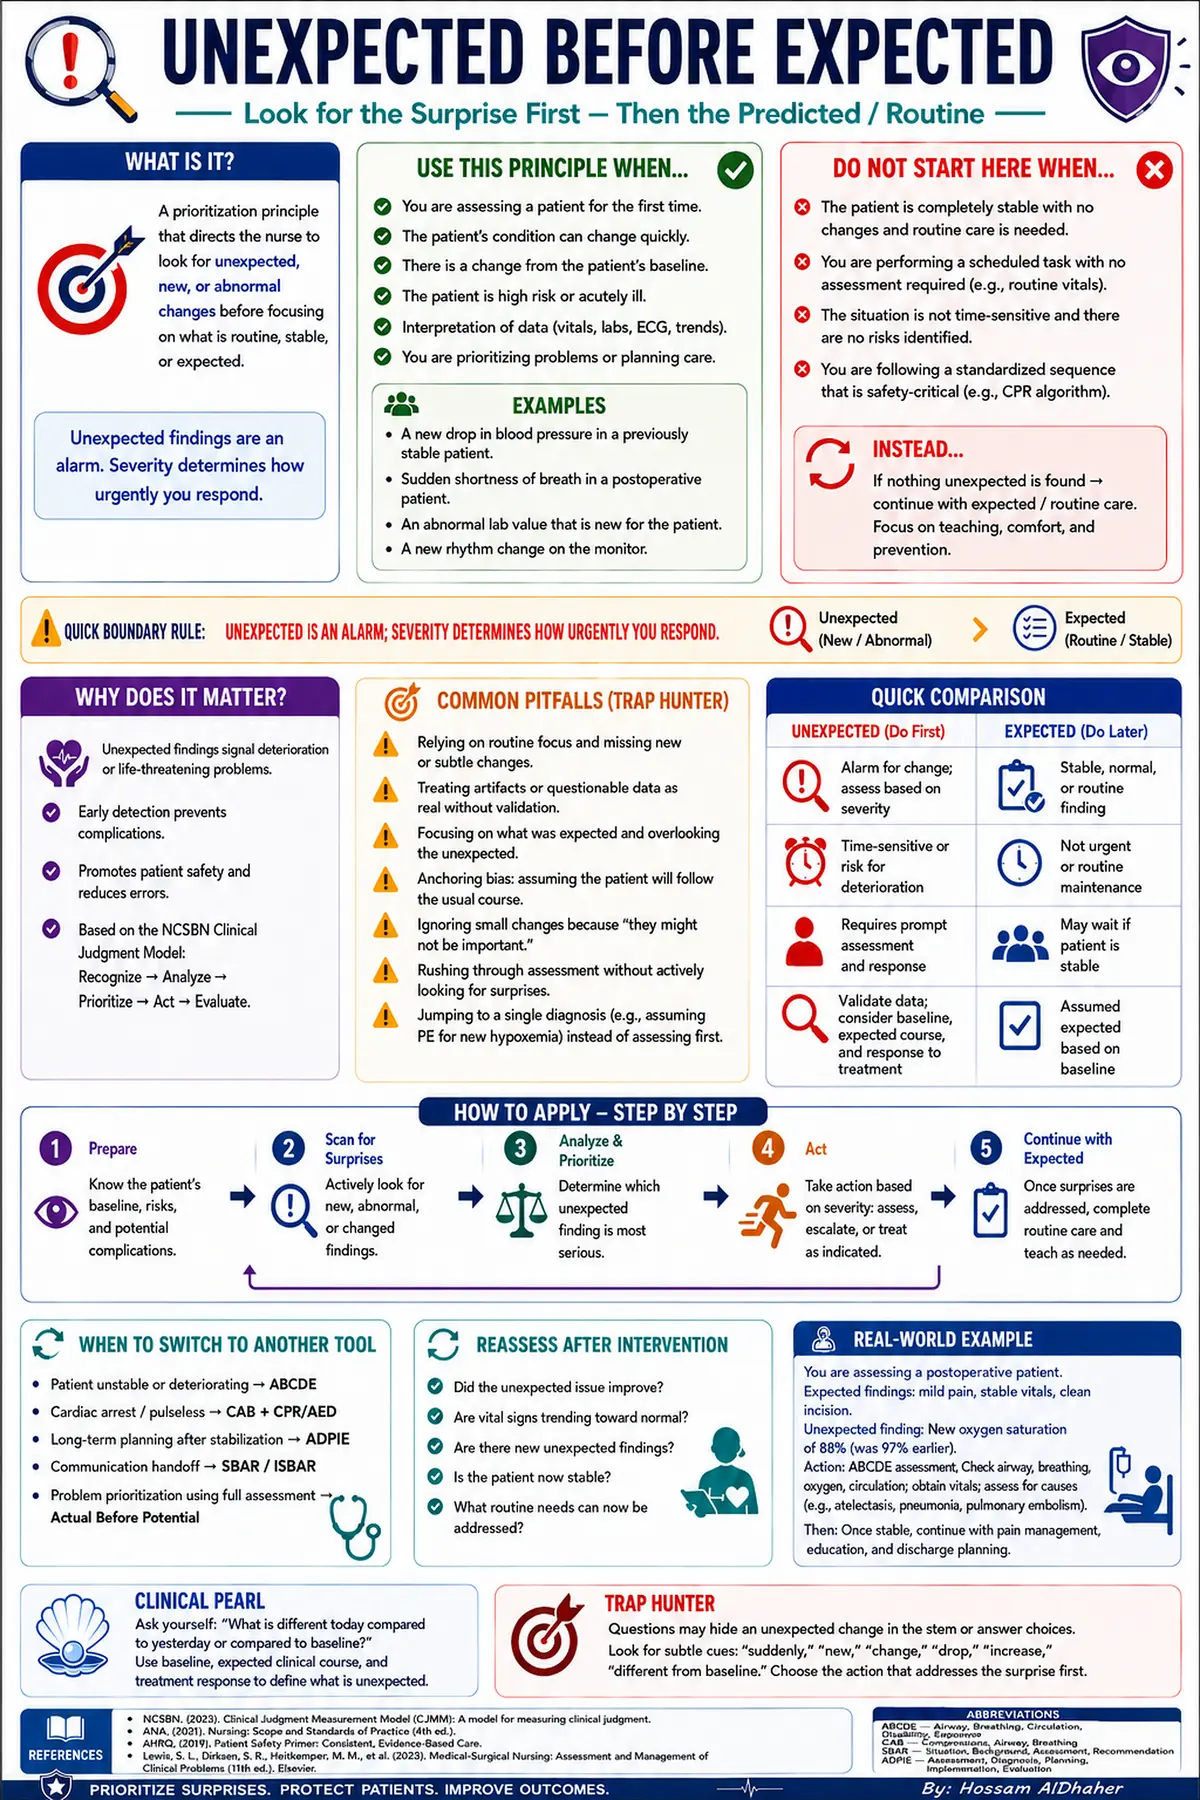 UNEXPECTED BEFORE EXPECTED
Look for the Surprise First – Then the Predicted / Routine
WHAT IS IT?
A prioritization principle
that directs the nurse to
look for unexpected,
new, or abnormal
changes before focusing
on what is routine, stable,
or expected.
Unexpected findings are an
alarm. Severity determines how
urgently you respond.
USE THIS PRINCIPLE WHEN...
You are assessing a patient for the first time.
The patient's condition can change quickly.
There is a change from the patient's baseline.
The patient is high risk or acutely ill.
Interpretation of data (vitals, labs, ECG, trends).
You are prioritizing problems or planning care.
EXAMPLES
• A new drop in blood pressure in a previously
stable patient.
• Sudden shortness of breath in a postoperative
patient.
• An abnormal lab value that is new for the patient.
• A new rhythm change on the monitor.
DO NOT START HERE WHEN...
The patient is completely stable with no
changes and routine care is needed.
You are performing a scheduled task with no
assessment required (e.g., routine vitals).
The situation is not time-sensitive and there
are no risks identified.
You are following a standardized sequence
that is safety-critical (e.g., CPR algorithm).
INSTEAD...
If nothing unexpected is found →
continue with expected / routine care.
Focus on teaching, comfort, and
prevention.
QUICK BOUNDARY RULE: UNEXPECTED IS AN ALARM; SEVERITY DETERMINES HOW URGENTLY YOU RESPOND.
Unexpected
(New / Abnormal)
Expected
(Routine / Stable)
WHY DOES IT MATTER?
Unexpected findings signal deterioration
or life-threatening problems.
Early detection prevents
complications.
Promotes patient safety and
reduces errors.
Based on the NCSBN Clinical
Judgment Model:
Recognize → Analyze →
Prioritize → Act → Evaluate.
COMMON PITFALLS (TRAP HUNTER)
Relying on routine focus and missing new
or subtle changes.
Treating artifacts or questionable data as
real without validation.
Focusing on what was expected and overlooking
the unexpected.
Anchoring bias: assuming the patient will follow
the usual course.
Ignoring small changes because "they might
not be important."
Rushing through assessment without actively
looking for surprises.
Jumping to a single diagnosis (e.g., assuming
PE for new hypoxemia) instead of assessing first.
QUICK COMPARISON
UNEXPECTED (Do First)
EXPECTED (Do Later)
Alarm for change;
assess based on
severity
Stable, normal,
or routine
finding
Time-sensitive or
risk for
deterioration
Not urgent
or routine
maintenance
Requires prompt
assessment
and response
May wait if
patient is
stable
Validate data;
consider baseline,
expected course,
and response to
treatment
Assumed
expected
based on
baseline
HOW TO APPLY – STEP BY STEP
1 Prepare
Know the patient's
baseline, risks,
and potential
complications.
2 Scan for
Surprises
Actively look for
new, abnormal,
or changed
findings.
3 Analyze &
Prioritize
Determine which
unexpected
finding is most
serious.
4 Act
Take action based
on severity: assess,
escalate, or treat
as indicated.
5 Continue with
Expected
Once surprises are
addressed, complete
routine care and
teach as needed.
WHEN TO SWITCH TO ANOTHER TOOL
• Patient unstable or deteriorating → ABCDE
• Cardiac arrest / pulseless → CAB + CPR/AED
• Long-term planning after stabilization → ADPIE
• Communication handoff → SBAR / ISBAR
• Problem prioritization using full assessment →
Actual Before Potential
REASSESS AFTER INTERVENTION
Did the unexpected issue improve?
Are vital signs trending toward normal?
Are there new unexpected findings?
Is the patient now stable?
What routine needs can now be
addressed?
REAL-WORLD EXAMPLE
You are assessing a postoperative patient.
Expected findings: mild pain, stable vitals, clean
incision.
Unexpected finding: New oxygen saturation
of 88% (was 97% earlier).
Action: ABCDE assessment, Check airway, breathing,
oxygen, circulation; obtain vitals; assess for causes
(e.g., atelectasis, pneumonia, pulmonary embolism).
Then: Once stable, continue with pain management,
education, and discharge planning.
CLINICAL PEARL
Ask yourself: "What is different today compared
to yesterday or compared to baseline?"
Use baseline, expected clinical course, and
treatment response to define what is unexpected.
TRAP HUNTER
Questions may hide an unexpected change in the stem or answer choices.
Look for subtle cues: "suddenly," "new," "change," "drop," "increase,"
"different from baseline." Choose the action that addresses the surprise first.
REFERENCES
• NCSBN. (2023). Clinical Judgment Measurement Model (CJMM): A model for measuring clinical judgment.
• ANA, (2021). Nursing: Scope and Standards of Practice (4th ed.).
• AHRQ, (2019). Patient Safety Primer: Consistent, Evidence-Based Care.
• Lewis, S. L., Dirksen, S. R., Heitkemper, M. M., et al. (2023). Medical-Surgical Nursing: Assessment and Management of
Clinical Problems (11th ed.). Elsevier.
ABBREVIATIONS
ABCDE — Airway, Breathing, Circulation,
CAB — Airway, Breathing
SBAR — Situation, Background, Assessment, Recommendation
ADPIE — Assessment, Diagnosis, Planning,
Implementation, Evaluation
PRIORITIZE SURPRISES. PROTECT PATIENTS. IMPROVE OUTCOMES.
By: Hossam AlDhaher